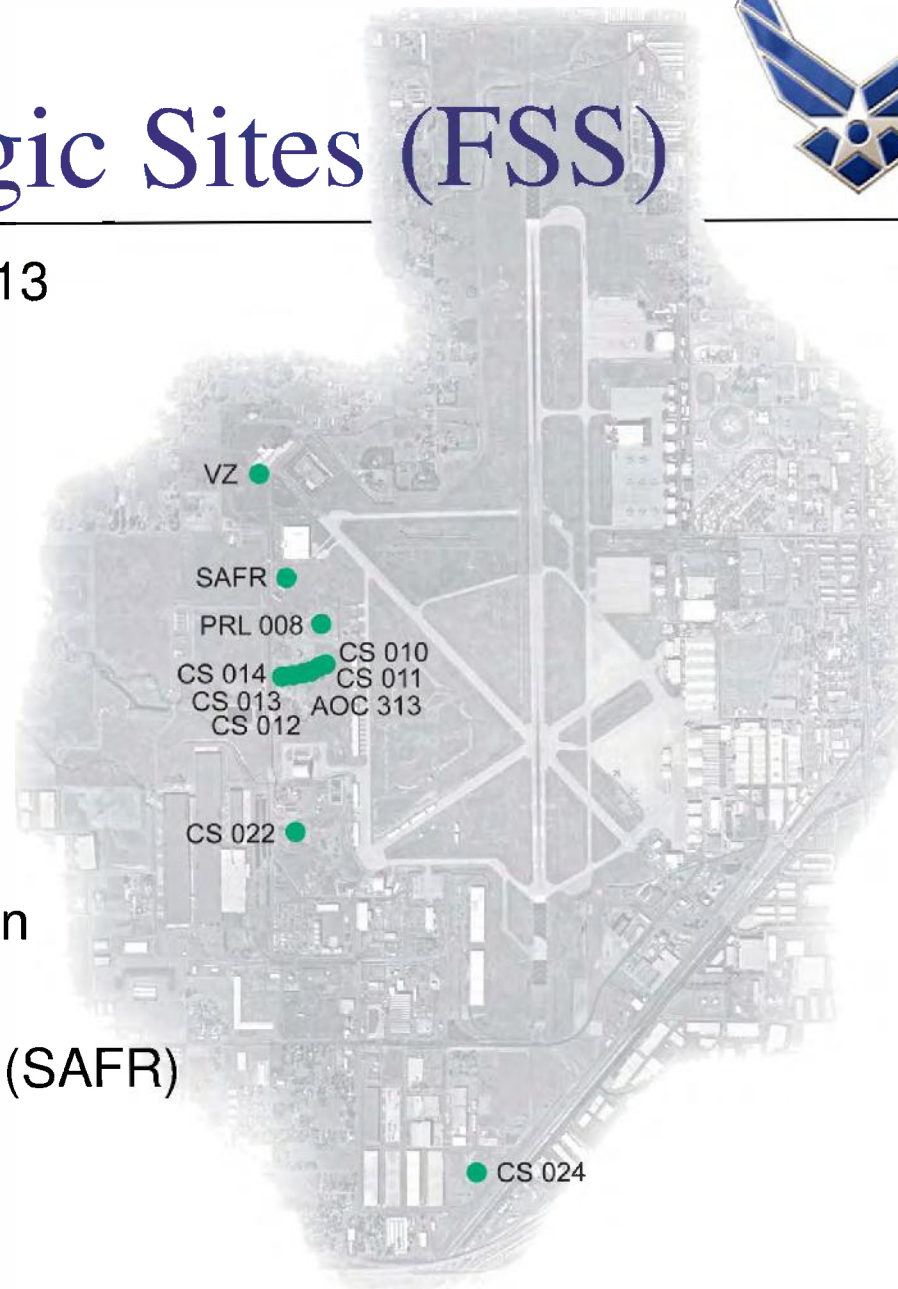 gic Sites (FSS)
13
VZ
SAFR
PRL 008
CS 010
CS 014
CS 011
CS 013
AOC 313
CS 012
CS 022
n
(SAFR)
CS 024